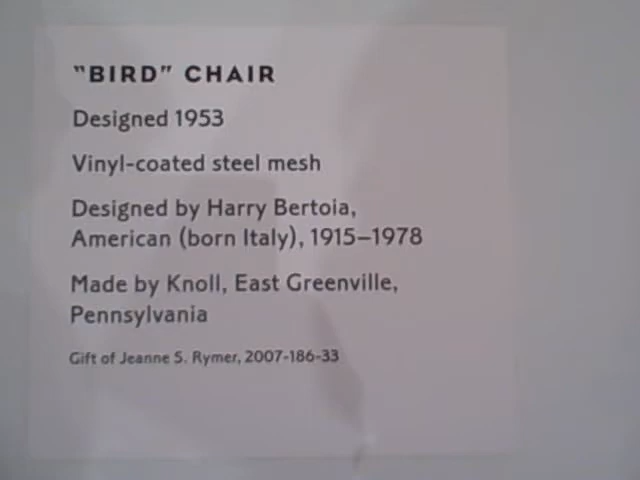 "BIRD" CHAIR
Designed 1953
Vinyl-coated steel mesh
Designed by Harry Bertoia,
American (born Italy), 1915–1978
Made by Knoll, East Greenville,
Pennsylvania
Gift of Jeanne S. Rymer, 2007-186-33